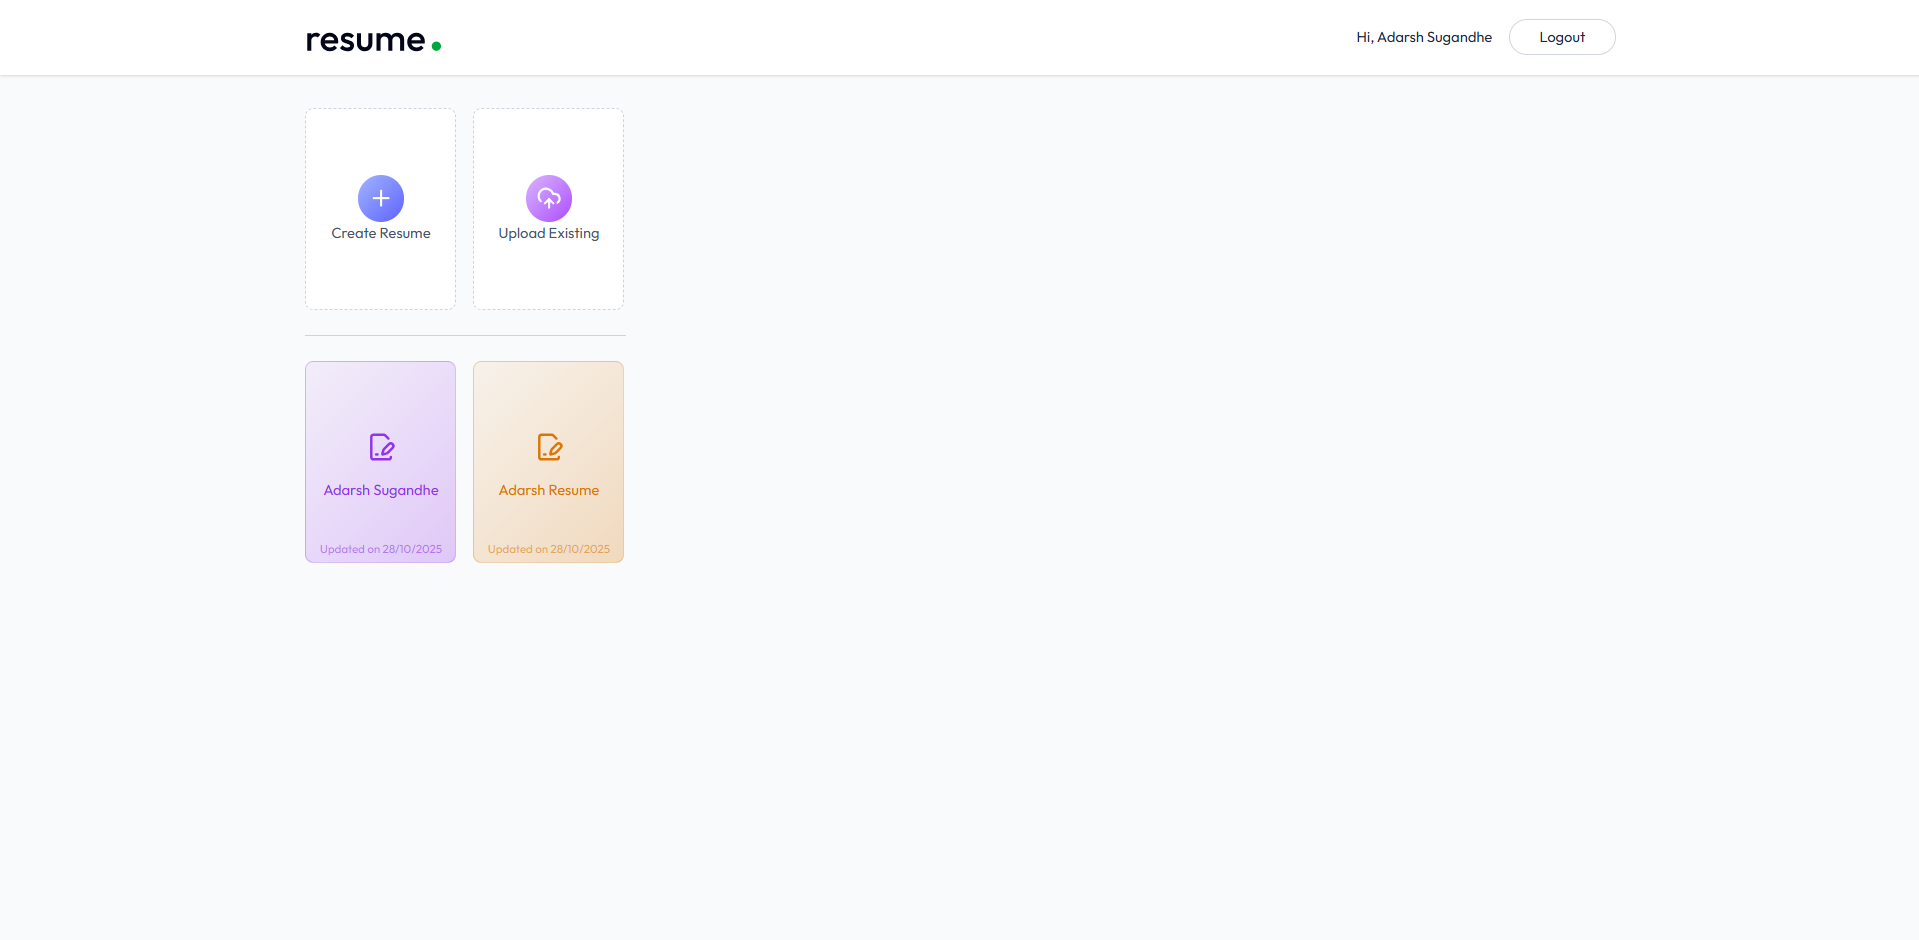 resume.
Hi, Adarsh Sugandhe
Logout
Create Resume
Upload Existing
Adarsh Sugandhe
Updated on 28/10/2025
Adarsh Resume
Updated on 28/10/2025